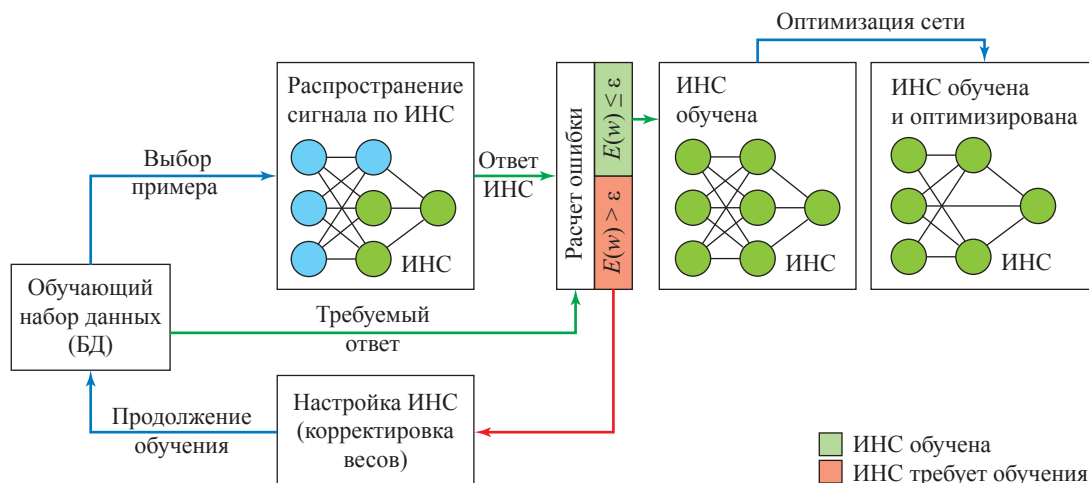 Оптимизация сети
Распространение
сигнала по ИНС
ИНС
Выбор
примера
Ответ
ИНС
Расчет ошибки
E(w) ≤ ε
E(w) > ε
ИНС
обучена
ИНС
ИНС обучена
и оптимизирована
ИНС
Обучающий
набор данных
(БД)
Требуемый
ответ
Продолжение
обучения
Настройка ИНС
(корректировка
весов)
ИНС обучена
ИНС требует обучения